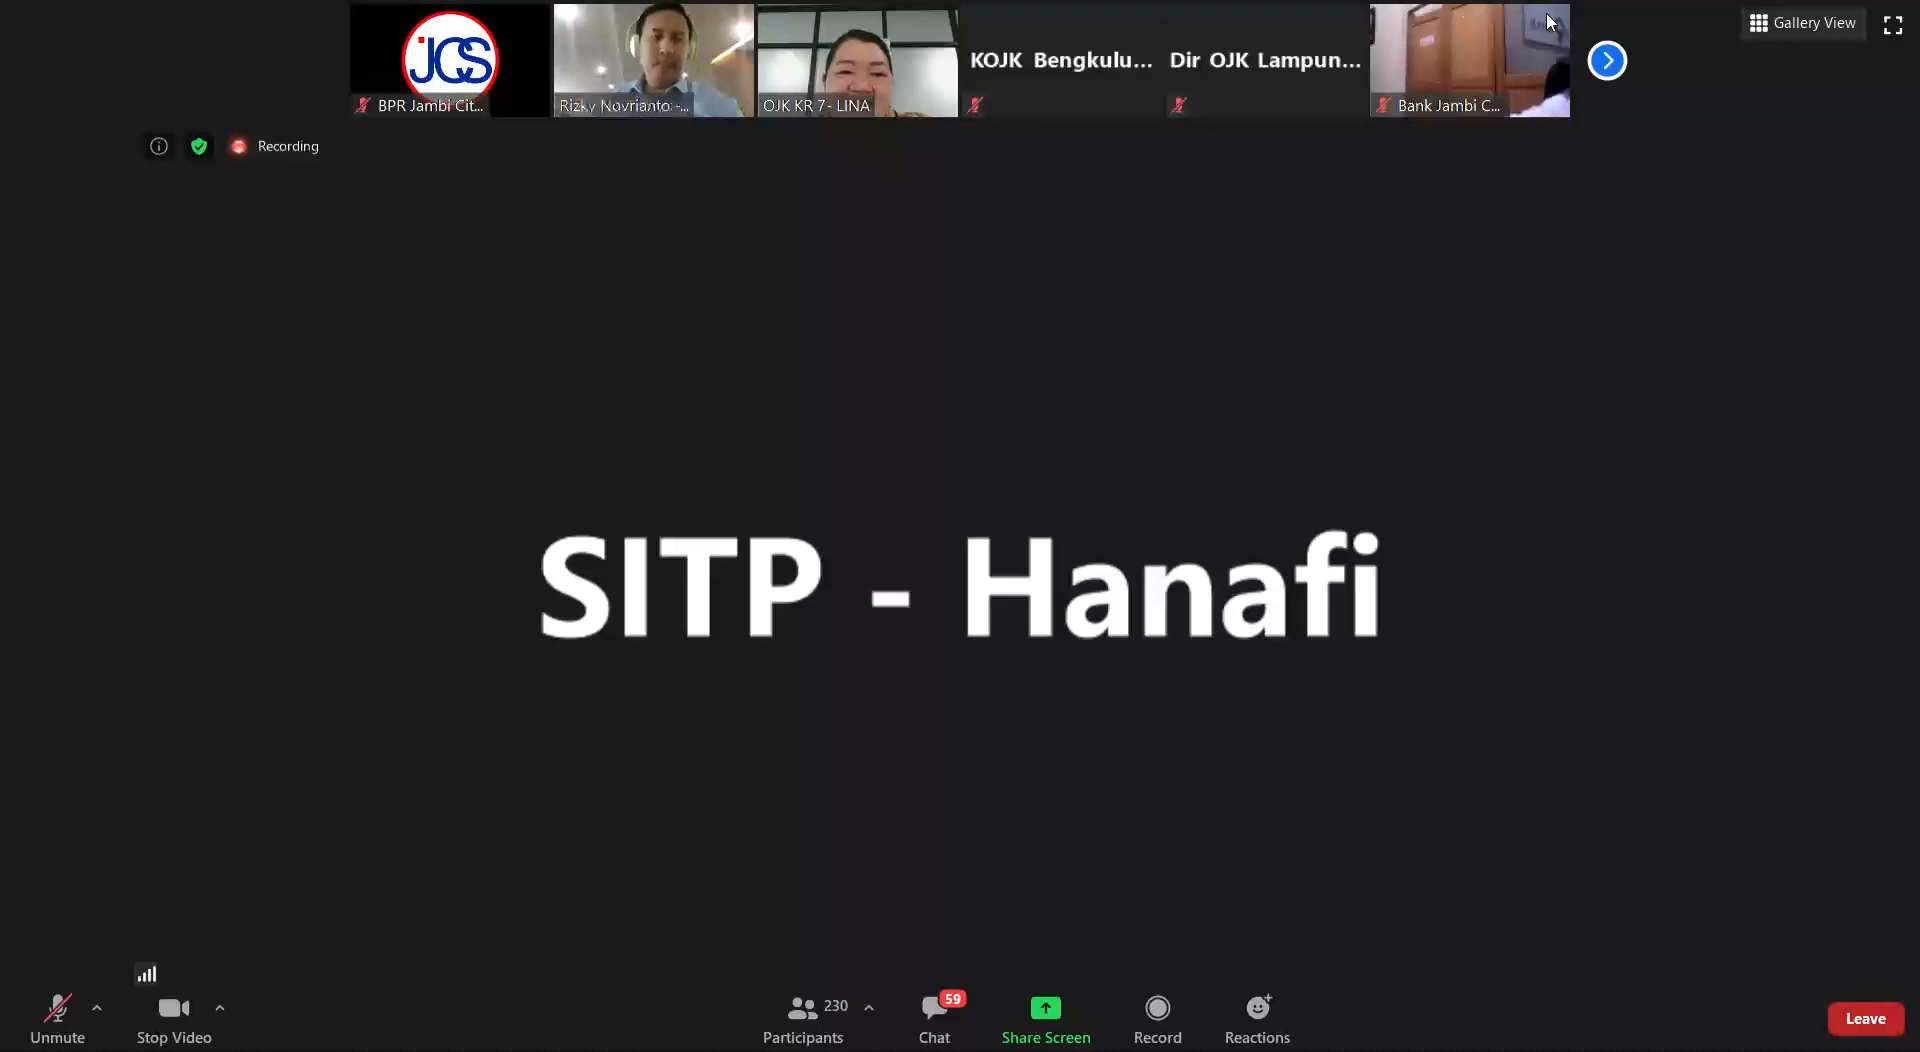 JCS
BPR Jambi Cit...
Rizky Novrianto -...
OJK KR 7- LINA
KOJK Bengkulu...
Dir OJK Lampun...
Bank Jambi C...
Gallery View
Recording
SITP - Hanafi
Unmute
Stop Video
230
Participants
59
Chat
Share Screen
Record
Reactions
Leave